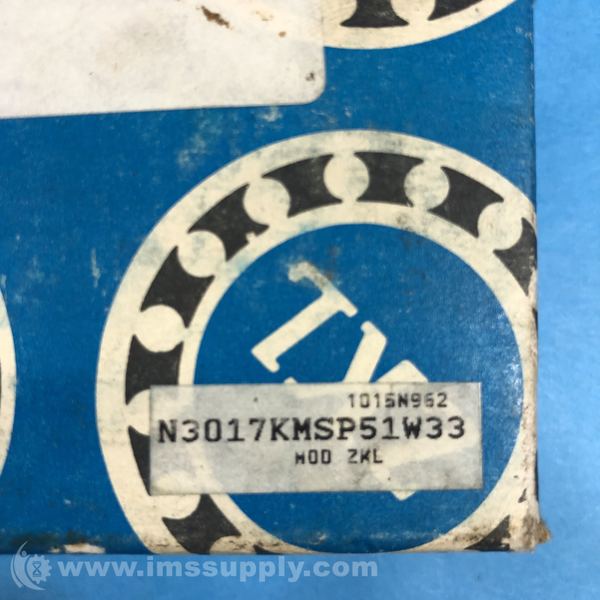 1015N962
N3017KMSP51W33
MOD ZKL
www.imssupply.com